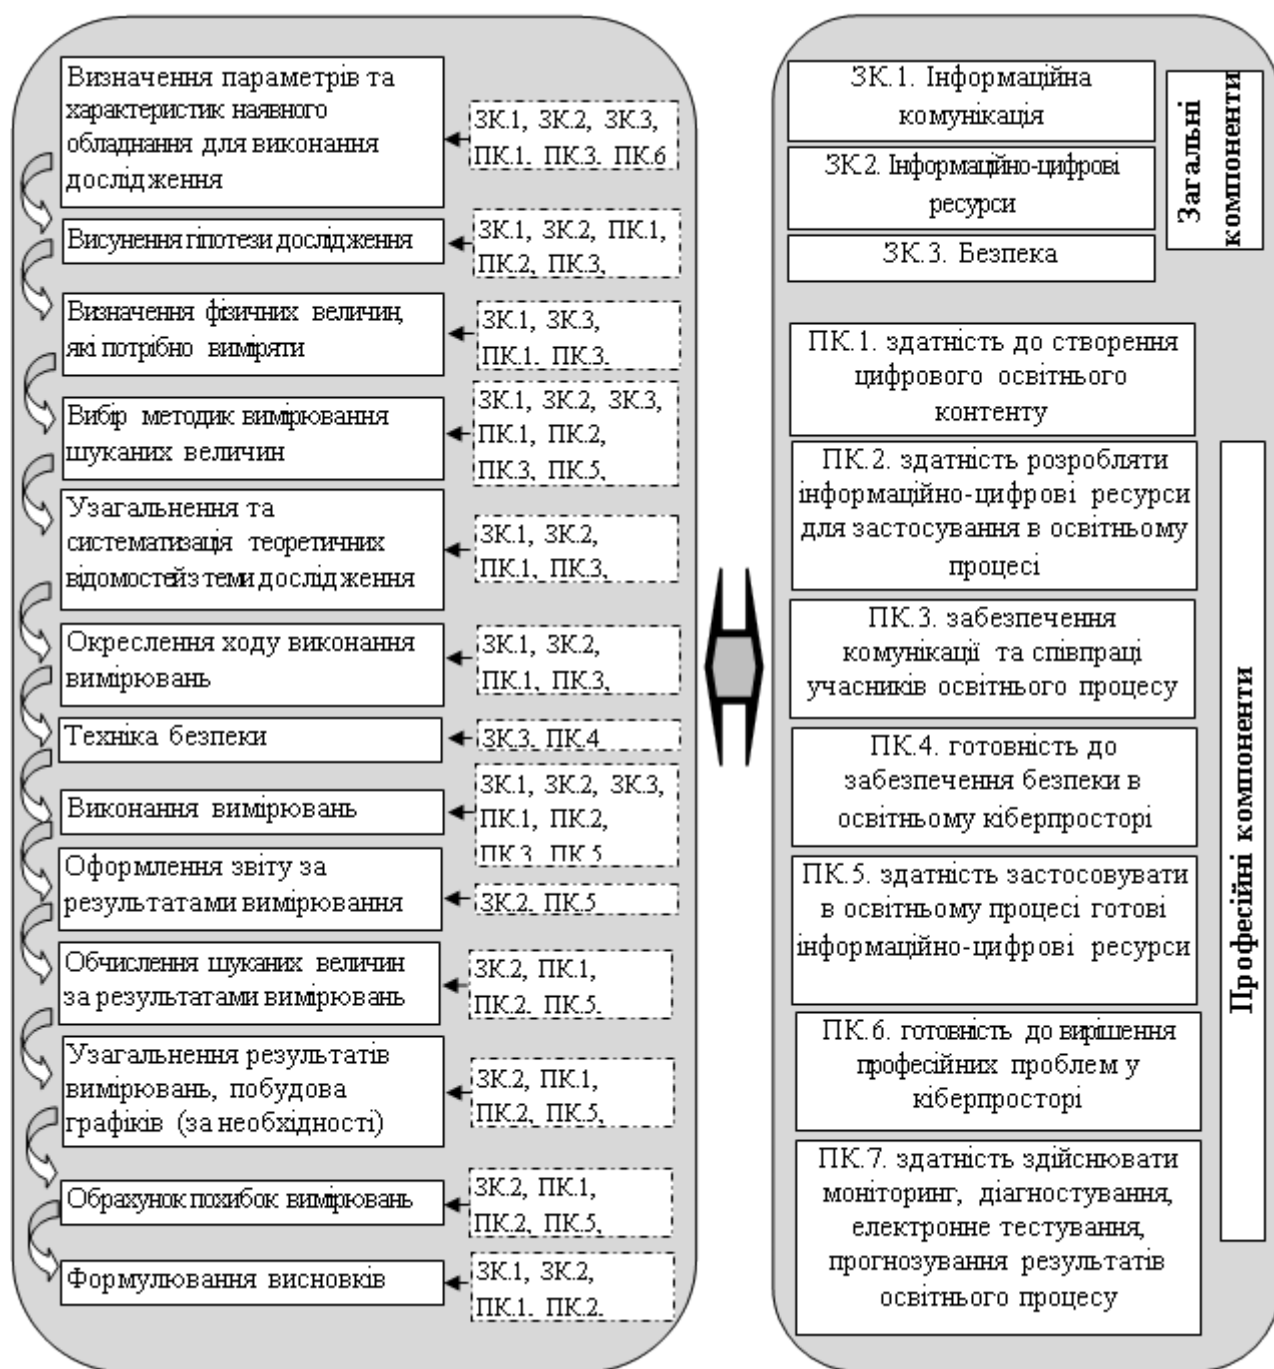 Визначення параметрів та
характеристик наявного
обладнання для виконання
дослідження
ЗК.1, ЗК.2, ЗК.3,
ПК.1. ПК.3. ПК.6
Висунення гіпотези дослідження
ЗК.1, ЗК.2, ПК.1,
ПК.2, ПК.3,
Визначення фізичних величин,
які потрібно виміряти
ЗК.1, ЗК.3,
ПК.1. ПК.3.
Вибір методик вимірювання
шуканих величин
ЗК.1, ЗК.2, ЗК.3,
ПК.1, ПК.2,
ПК.3, ПК.5,
Узагальнення та
систематизація теоретичних
відомостей з теми дослідження
ЗК.1, ЗК.2,
ПК.1, ПК.3,
Окреслення ходу виконання
вимірювань
ЗК.1, ЗК.2,
ПК.1, ПК.3,
Техніка безпеки
ЗК.3, ПК.4
Виконання вимірювань
ЗК.1, ЗК.2, ЗК.3,
ПК.1, ПК.2,
ПК.3, ПК.5
Оформлення звіту за
результатами вимірювання
ЗК.2, ПК.5
Обчислення шуканих величин
за результатами вимірювань
ЗК.2, ПК.1,
ПК.2. ПК.5.
Узагальнення результатів
вимірювань, побудова
графіків (за необхідності)
ЗК.2, ПК.1,
ПК.2, ПК.5,
Обрахунок похибок вимірювань
ЗК.2, ПК.1,
ПК.2, ПК.5,
Формулювання висновків
ЗК.1, ЗК.2,
ПК.1. ПК.2.
ЗК.1. Інформаційна
комунікація
ЗК.2. Інформаційно-цифрові
ресурси
ЗК.3. Безпека
Загальні
компоненти
ПК.1. здатність до створення
цифрового освітнього
контенту
ПК.2. здатність розробляти
інформаційно-цифрові ресурси
для застосування в освітньому
процесі
ПК.3. забезпечення
комунікації та співпраці
учасників освітнього процесу
ПК.4. готовність до
забезпечення безпеки в
освітньому кіберпросторі
ПК.5. здатність застосовувати
в освітньому процесі готові
інформаційно-цифрові ресурси
ПК.6. готовність до вирішення
професійних проблем у
кіберпросторі
ПК.7. здатність здійснювати
моніторинг, діагностування,
електронне тестування,
прогнозування результатів
освітнього процесу
Професійні компоненти